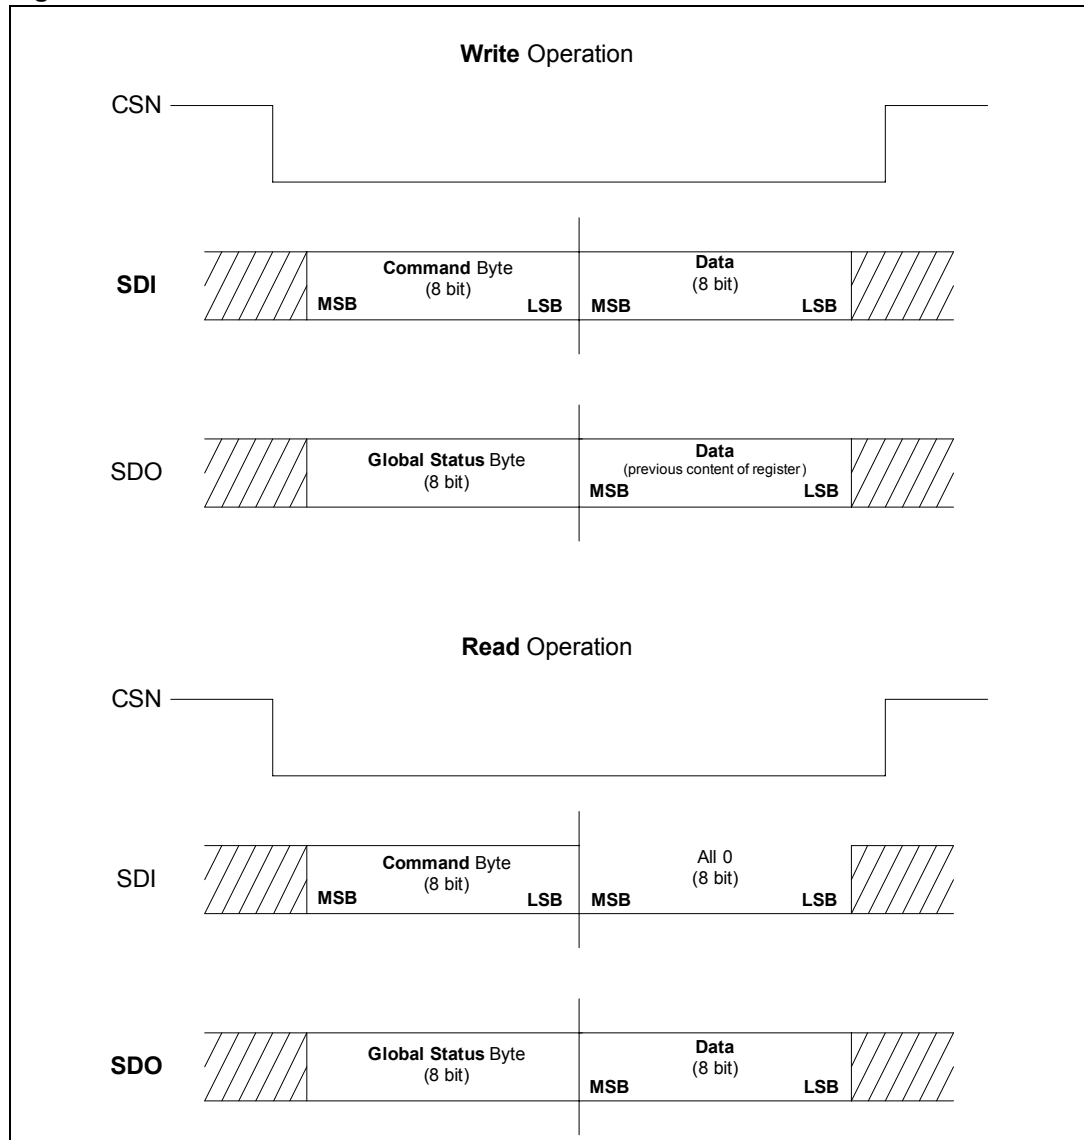 Write Operation
CSN
SDI
Command Byte
(8 bit)
MSB
LSB
Data
(8 bit)
MSB
LSB
SDO
Global Status Byte
(8 bit)
Data
(previous content of register)
MSB
LSB
Read Operation
CSN
SDI
Command Byte
(8 bit)
MSB
LSB
All 0
(8 bit)
MSB
LSB
SDO
Global Status Byte
(8 bit)
Data
(8 bit)
MSB
LSB